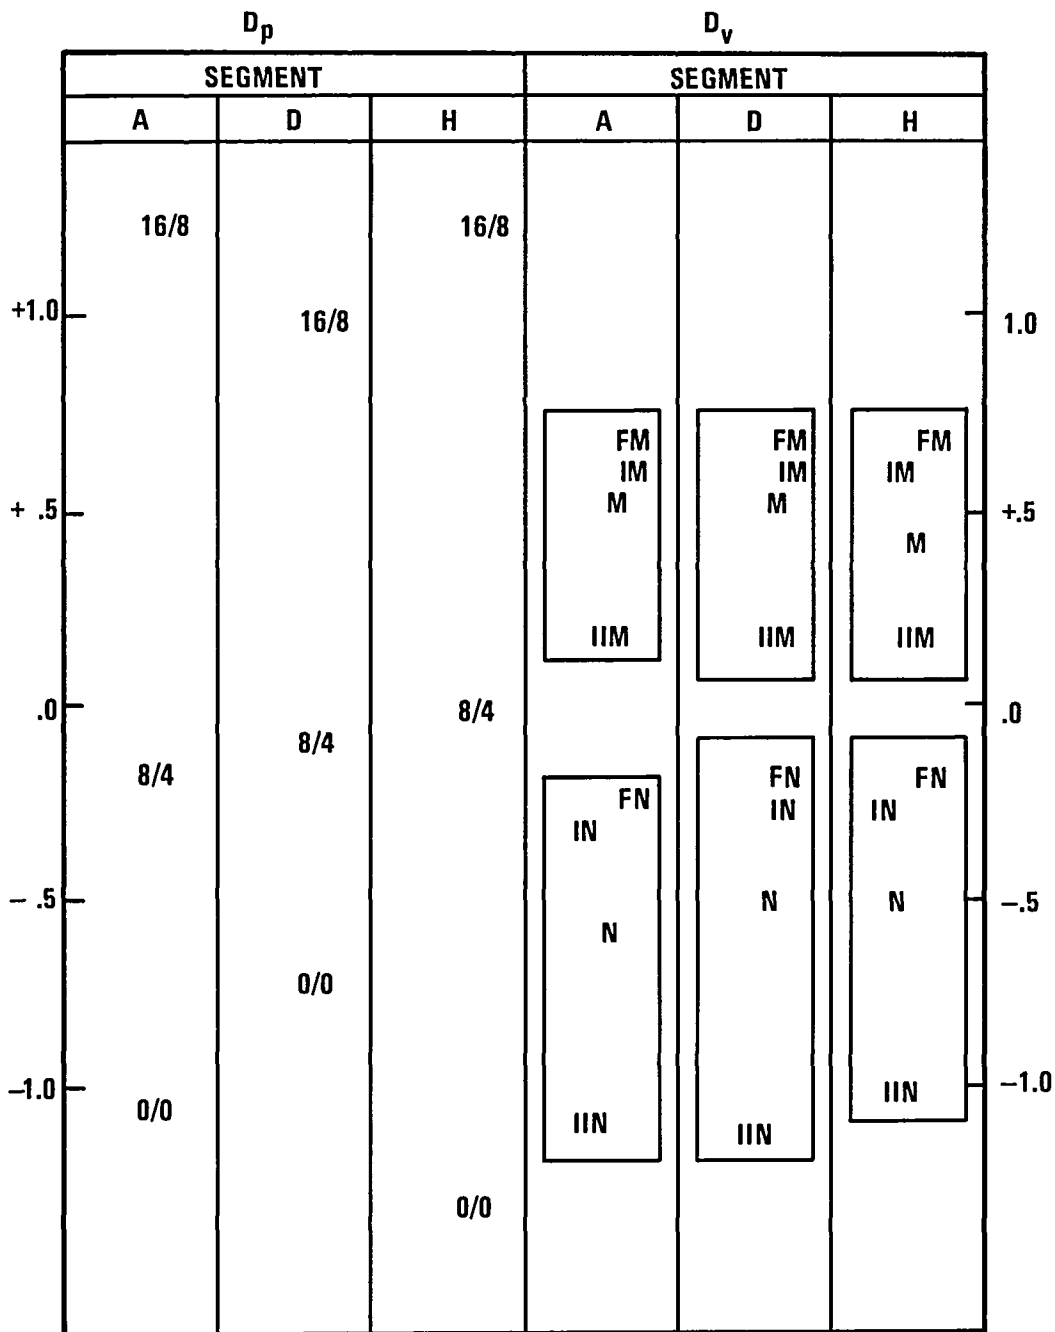 Dp Dv
SEGMENT SEGMENT
A D H A D H
16/8 16/8
+1.0 16/8 1.0
FM FM FM
IM IM IM
+ .5 M M +.5
M
IIM IIM IIM
.0 8/4 .0
8/4
8/4 FN FN
FN IN IN
IN
– .5 N N –.5
N
0/0
–1.0 IIN –1.0
0/0 IIN
IIN
0/0